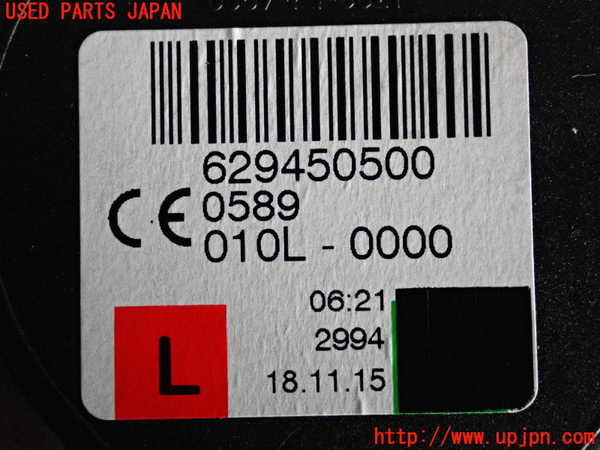 USED PARTS JAPAN
629450500
CE 0589
010L - 0000
06:21
2994
L
18.11.15
http://www.upjpn.com/